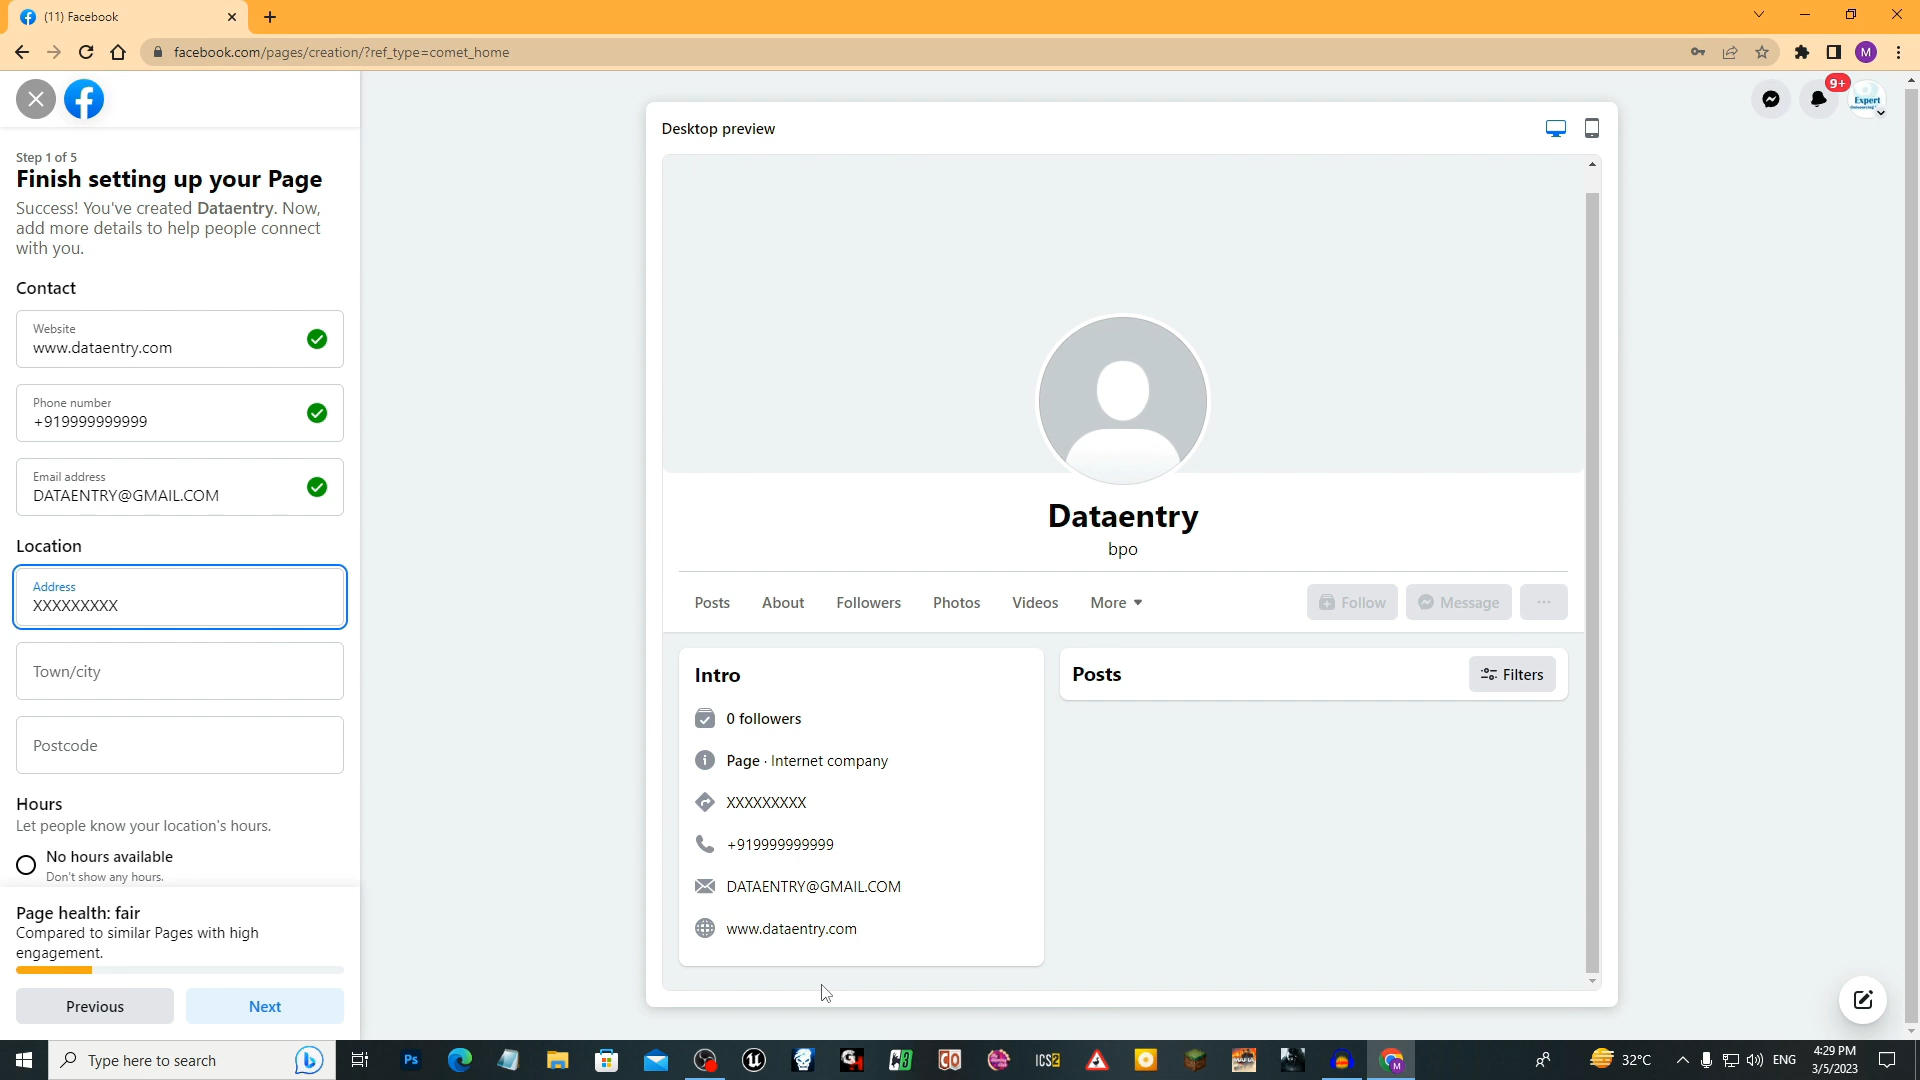 (11) Facebook
facebook.com/pages/creation/?ref_type=comet_home
M
9+
Expert
Step 1 of 5
Finish setting up your Page
Success! You've created Dataentry. Now,
add more details to help people connect
with you.
Contact
Website
www.dataentry.com
Phone number
+919999999999
Email address
DATAENTRY@GMAIL.COM
Location
Address
XXXXXXXXX
Town/city
Postcode
Hours
Let people know your location's hours.
No hours available
Don't show any hours.
Page health: fair
Compared to similar Pages with high
engagement.
Previous
Next
Desktop preview
Dataentry
bpo
Posts
About
Followers
Photos
Videos
More
Follow
Message
Intro
0 followers
Page · Internet company
XXXXXXXXX
+919999999999
DATAENTRY@GMAIL.COM
www.dataentry.com
Posts
Filters
Type here to search
Ps
32°C
ENG
4:29 PM
3/5/2023